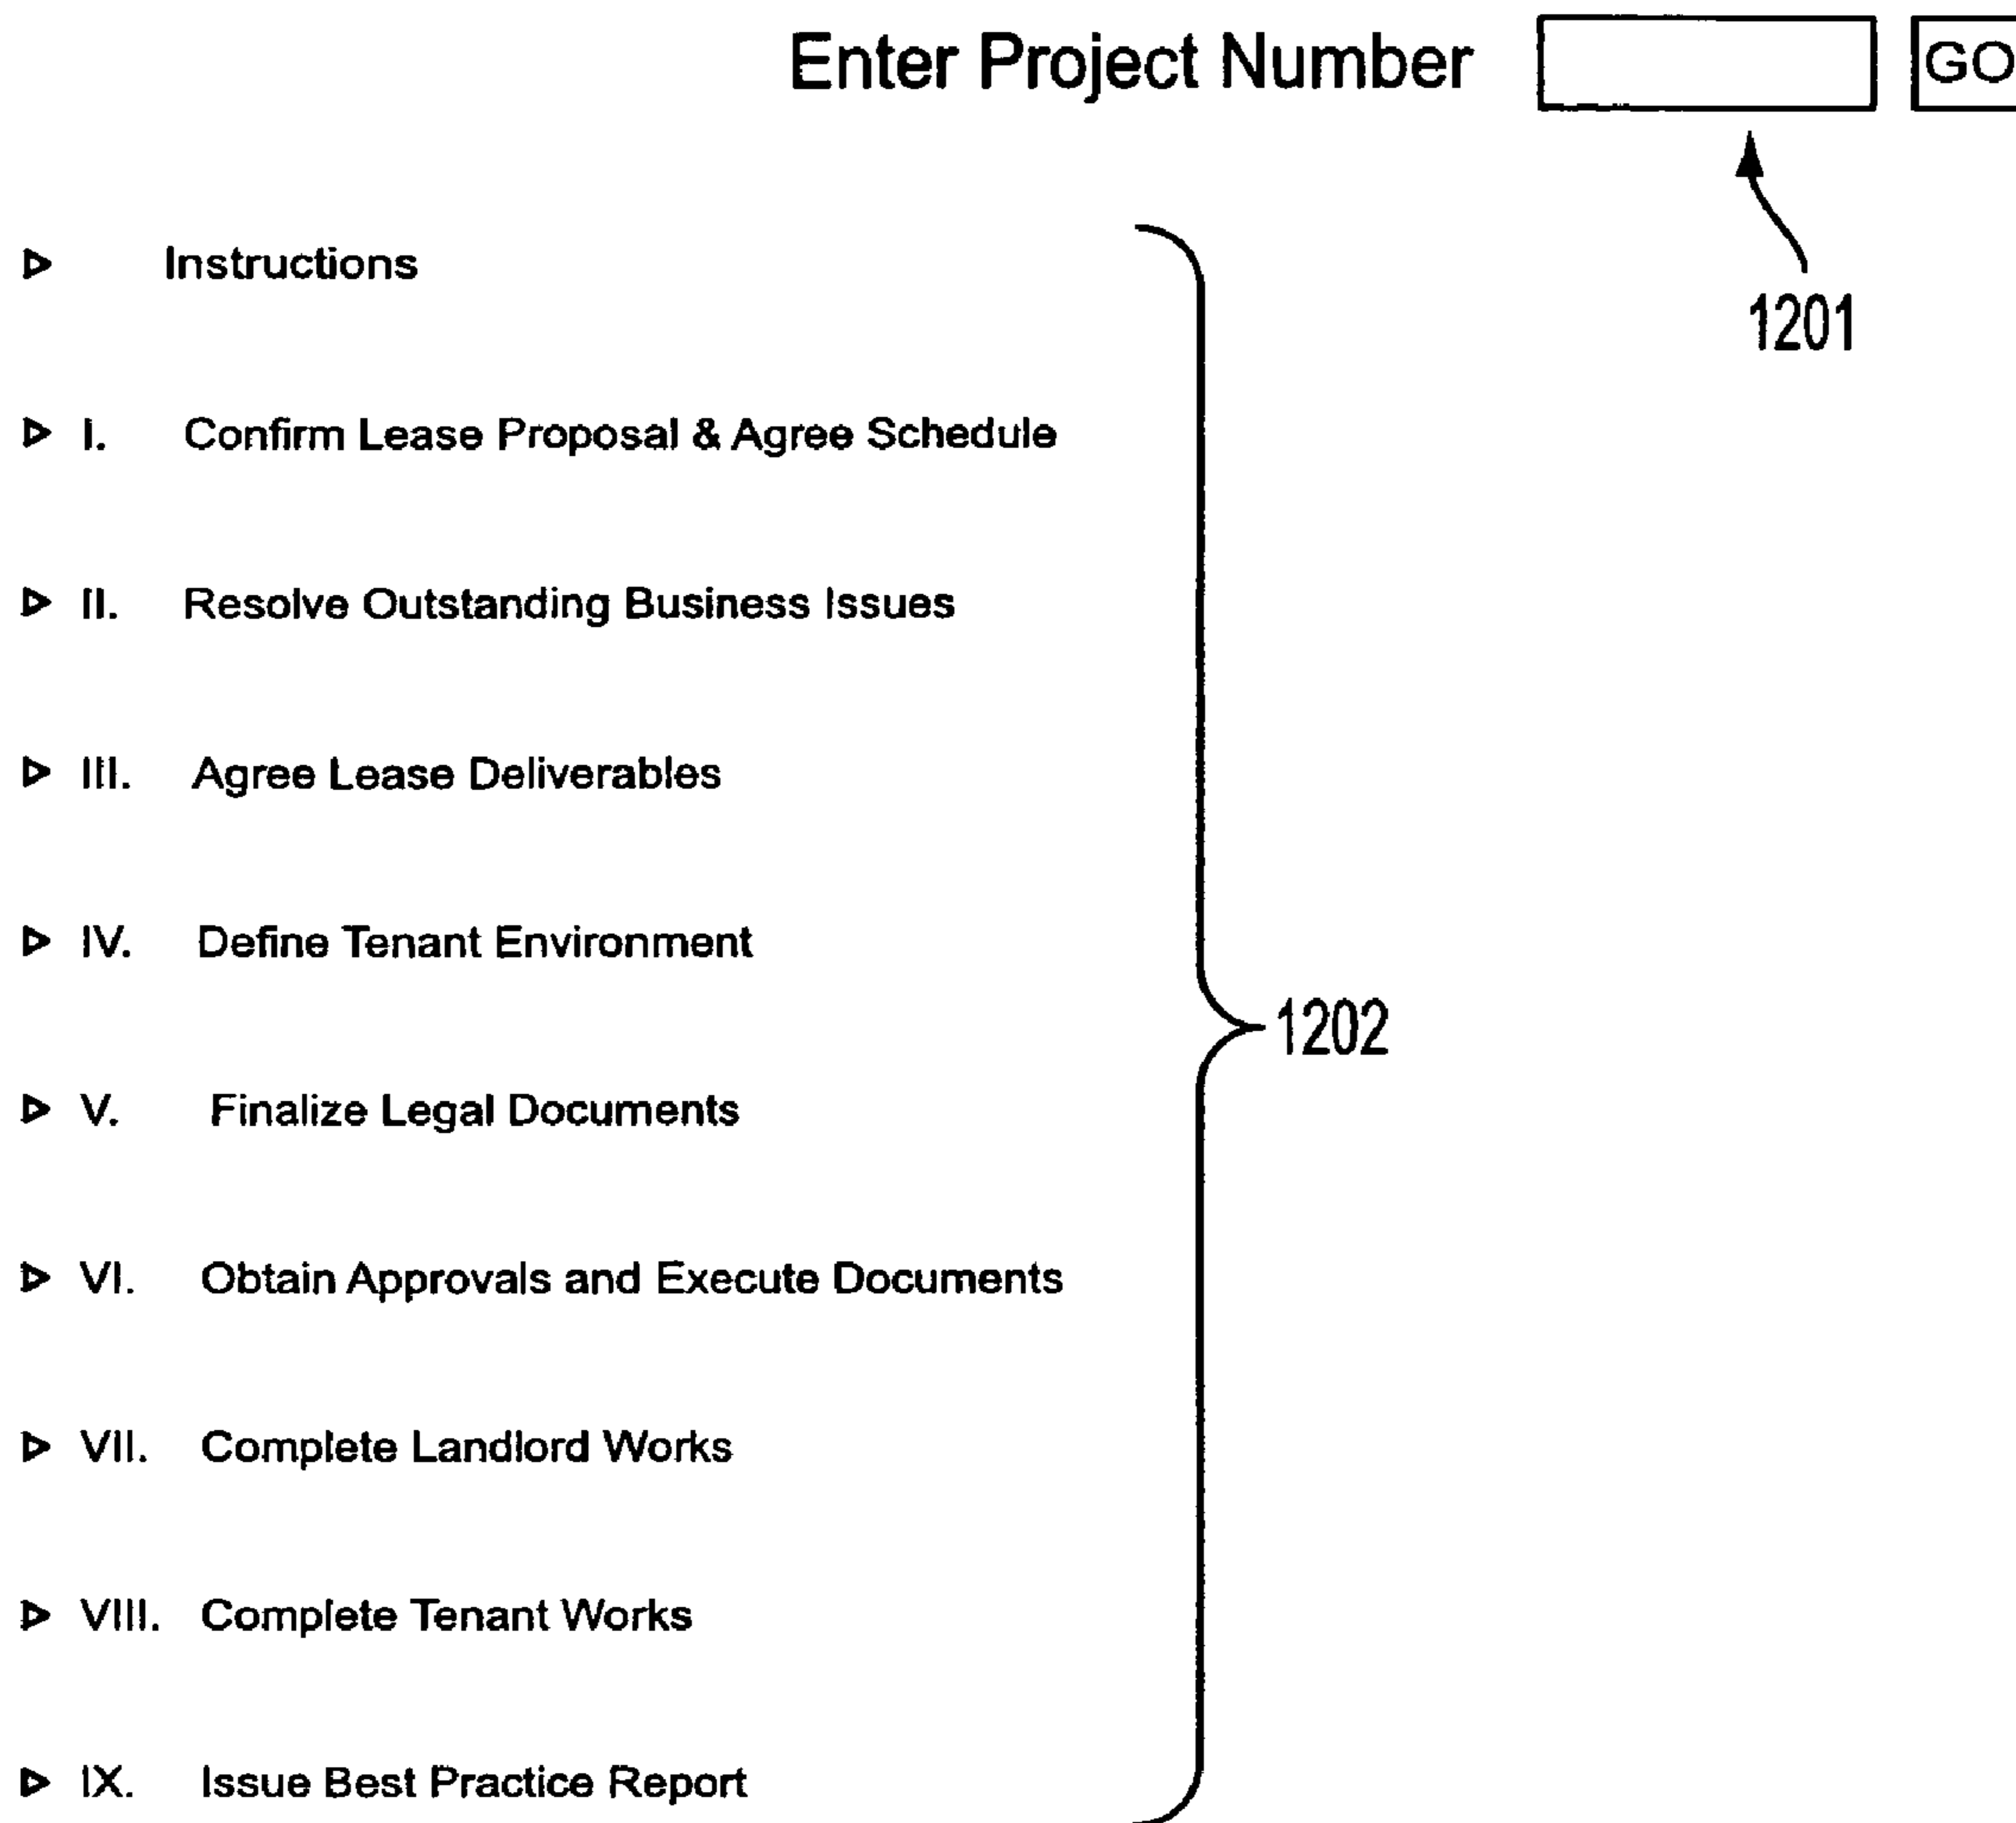 Enter Project Number GO
Instructions
1201
I. Confirm Lease Proposal & Agree Schedule
II. Resolve Outstanding Business Issues
III. Agree Lease Deliverables
IV. Define Tenant Environment
1202
V. Finalize Legal Documents
VI. Obtain Approvals and Execute Documents
VII. Complete Landlord Works
VIII. Complete Tenant Works
IX. Issue Best Practice Report